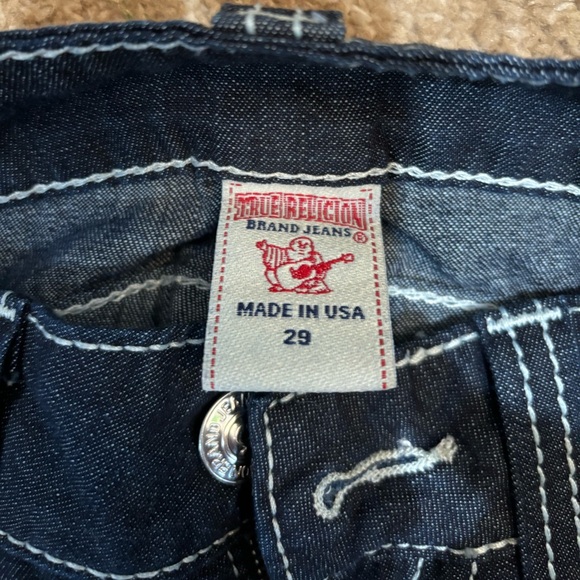 TRUE RELIGION
BRAND JEANS ®
MADE IN USA
29